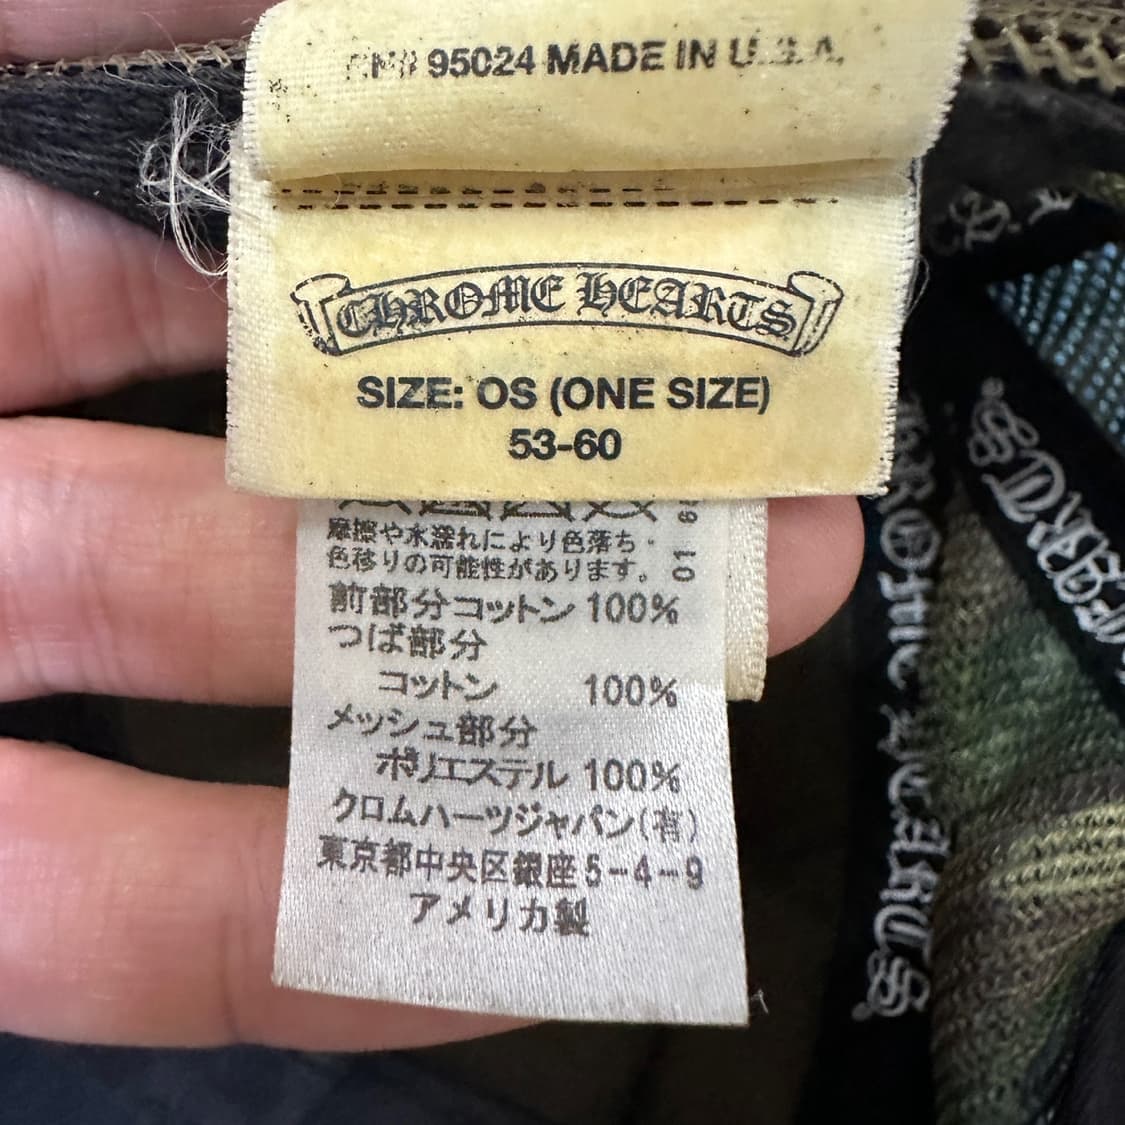 RN# 95024 MADE IN U.S.A.
CHROME HEARTS
SIZE: OS (ONE SIZE)
53-60
摩擦や水濡れにより色落ち・
色移りの可能性があります。
01
前部分コットン 100%
つば部分
コットン 100%
メッシュ部分
ポリエステル 100%
クロムハーツジャパン(有)
東京都中央区銀座5-4-9
アメリカ製
CHROME HEARTS